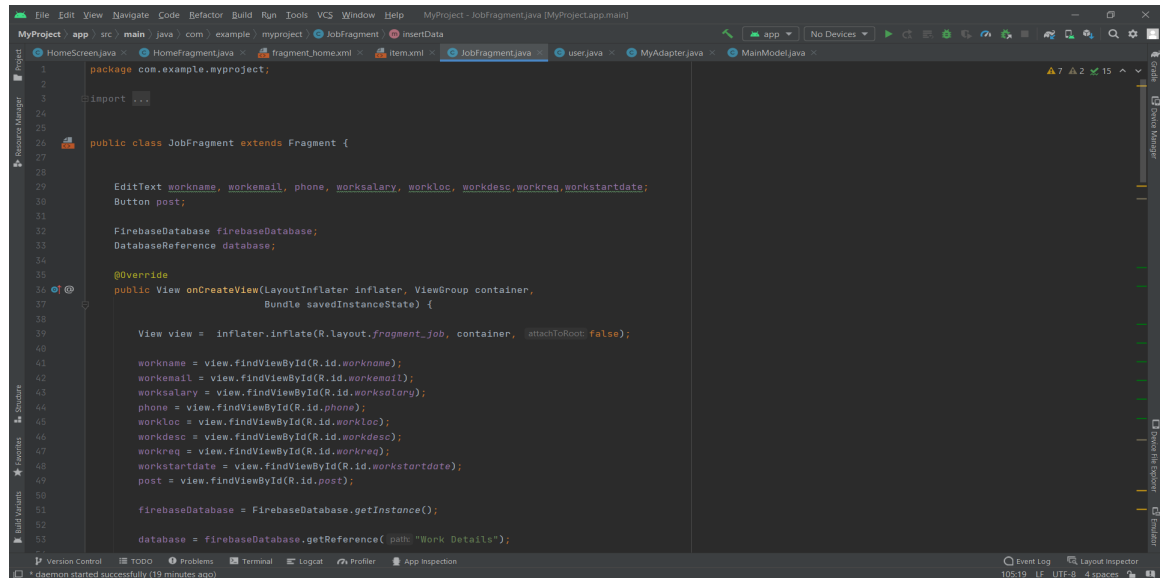 File Edit View Navigate Code Refactor Build Run Tools VCS Window Help MyProject - JobFragment.java [MyProject.app.main]
MyProject app src main java com example myproject JobFragment insertData app No Devices
HomeScreen.java HomeFragment.java fragment_home.xml item.xml JobFragment.java user.java MyAdapter.java MainModel.java
1 package com.example.myproject; 7 2 15
2
3 import ...
24
25
26 public class JobFragment extends Fragment {
27
28
29 EditText workname, workemail, phone, worksalary, workloc, workdesc,workreq,workstartdate;
30 Button post;
31
32 FirebaseDatabase firebaseDatabase;
33 DatabaseReference database;
34
35 @Override
36 @ public View onCreateView(LayoutInflater inflater, ViewGroup container,
37 Bundle savedInstanceState) {
38
39 View view = inflater.inflate(R.layout.fragment_job, container, attachToRoot: false);
40
41 workname = view.findViewById(R.id.workname);
42 workemail = view.findViewById(R.id.workemail);
43 worksalary = view.findViewById(R.id.worksalary);
44 phone = view.findViewById(R.id.phone);
45 workloc = view.findViewById(R.id.workloc);
46 workdesc = view.findViewById(R.id.workdesc);
47 workreq = view.findViewById(R.id.workreq);
48 workstartdate = view.findViewById(R.id.workstartdate);
49 post = view.findViewById(R.id.post);
50
51 firebaseDatabase = FirebaseDatabase.getInstance();
52
53 database = firebaseDatabase.getReference( path: "Work Details");
Project
Resource Manager
Structure
Favorites
Build Variants
Gradle
Device Manager
Device File Explorer
Emulator
Version Control TODO Problems Terminal Logcat Profiler App Inspection Event Log Layout Inspector
* daemon started successfully (19 minutes ago) 105:19 LF UTF-8 4 spaces